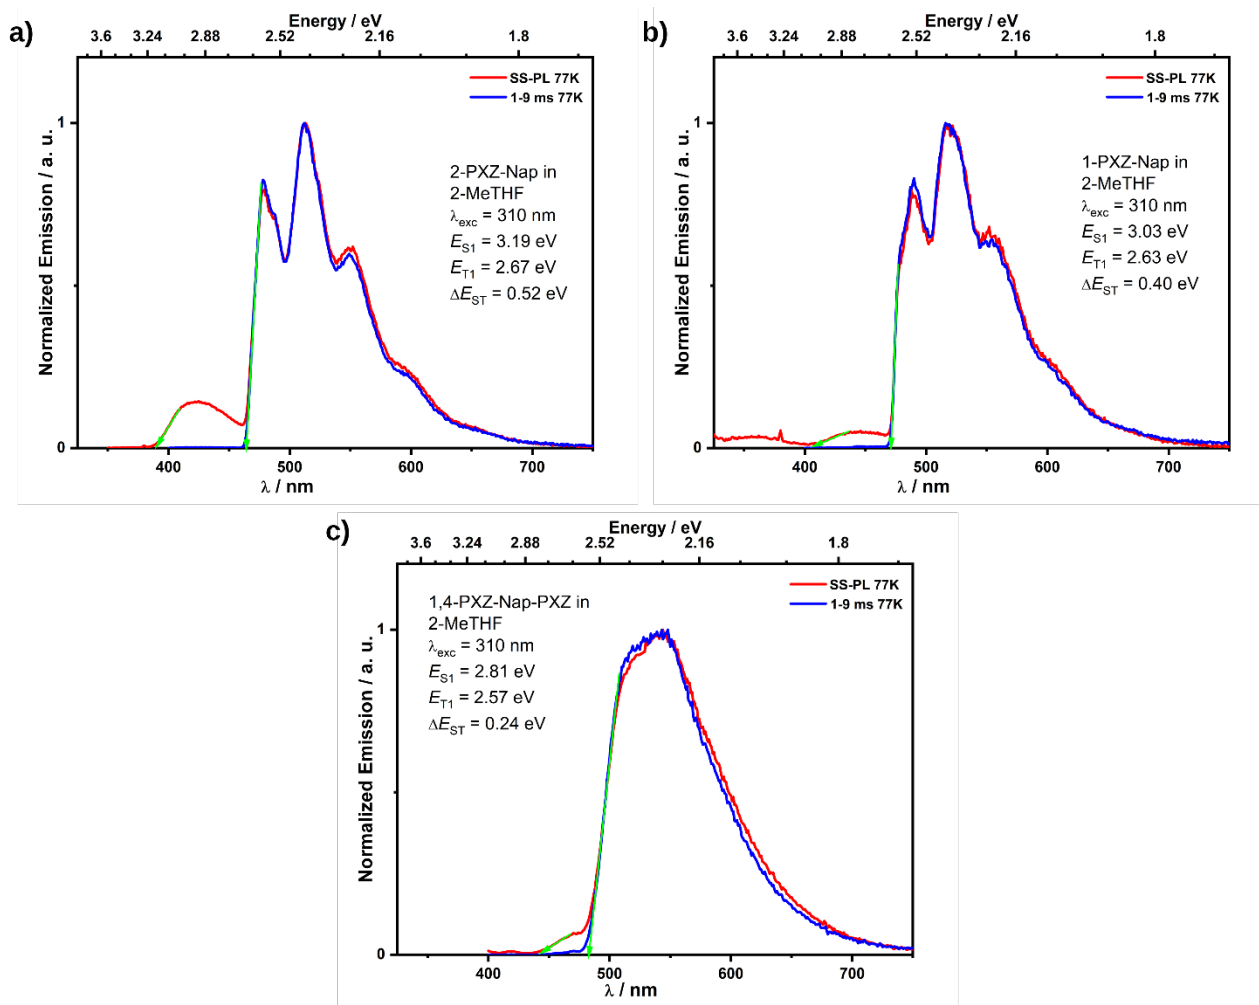 a)
Energy / eV
3.6 3.24 2.88 2.52 2.16 1.8
SS-PL 77K
1-9 ms 77K
2-PXZ-Nap in
2-MeTHF
λexc = 310 nm
ES1 = 3.19 eV
ET1 = 2.67 eV
ΔEST = 0.52 eV
Normalized Emission / a. u.
1
0
400 500 600 700
λ / nm
b)
Energy / eV
3.6 3.24 2.88 2.52 2.16 1.8
SS-PL 77K
1-9 ms 77K
1-PXZ-Nap in
2-MeTHF
λexc = 310 nm
ES1 = 3.03 eV
ET1 = 2.63 eV
ΔEST = 0.40 eV
Normalized Emission / a. u.
1
0
400 500 600 700
λ / nm
c)
Energy / eV
3.6 3.24 2.88 2.52 2.16 1.8
SS-PL 77K
1-9 ms 77K
1,4-PXZ-Nap-PXZ in
2-MeTHF
λexc = 310 nm
ES1 = 2.81 eV
ET1 = 2.57 eV
ΔEST = 0.24 eV
Normalized Emission / a. u.
1
0
400 500 600 700
λ / nm